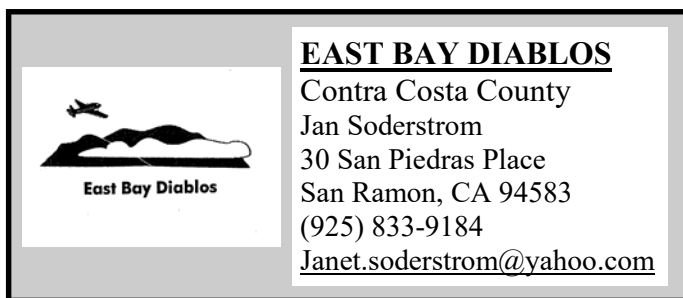 East Bay Diablos
EAST BAY DIABLOS
Contra Costa County
Jan Soderstrom
30 San Piedras Place
San Ramon, CA 94583
(925) 833-9184
Janet.soderstrom@yahoo.com